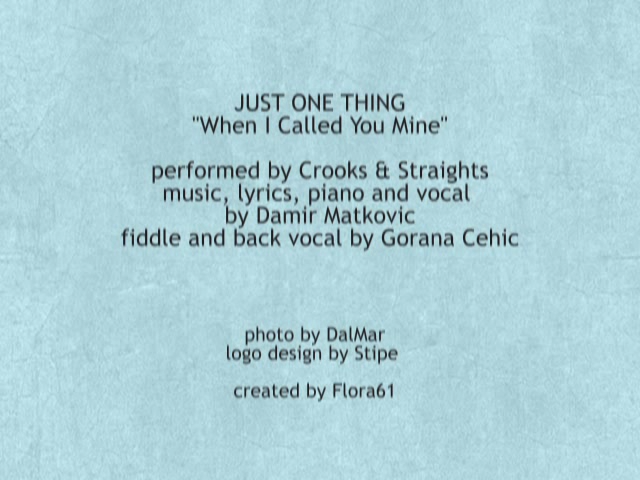 JUST ONE THING
"When I Called You Mine"
performed by Crooks & Straights
music, lyrics, piano and vocal
by Damir Matkovic
fiddle and back vocal by Gorana Cehic
photo by DalMar
logo design by Stipe
created by Flora61